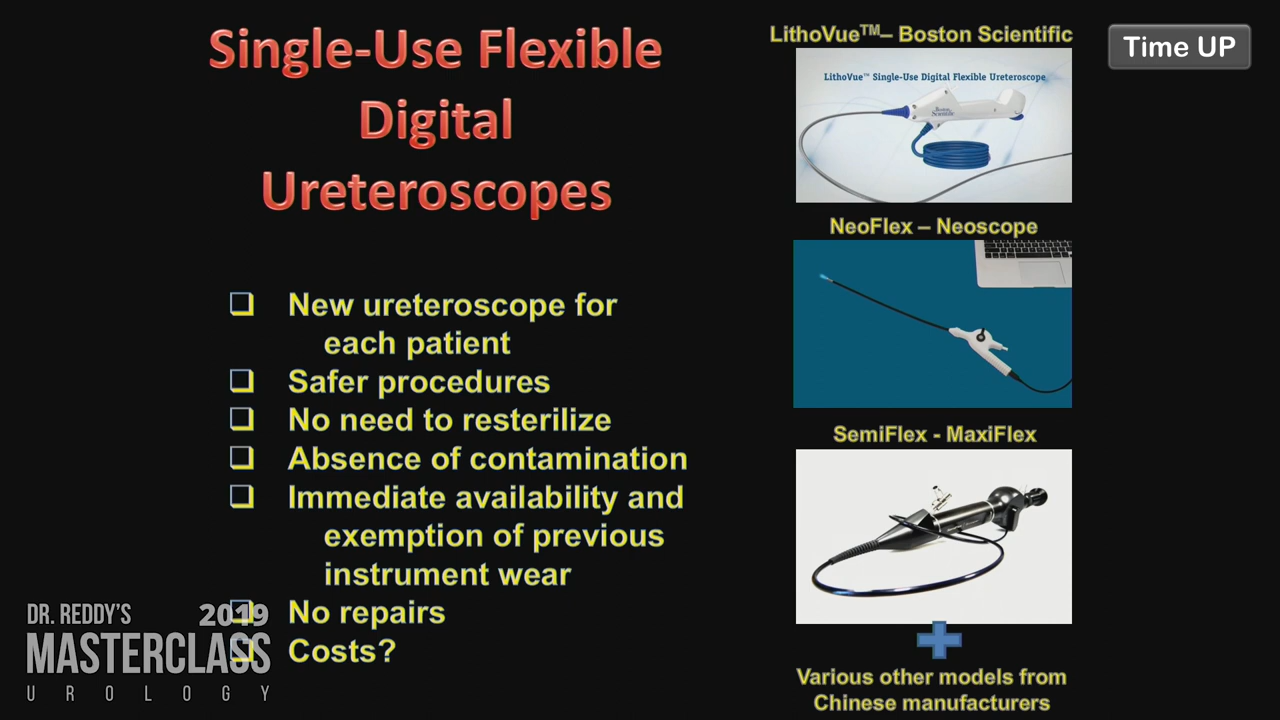 Single-Use Flexible
Digital
Ureteroscopes
❑ New ureteroscope for
each patient
❑ Safer procedures
❑ No need to resterilize
❑ Absence of contamination
❑ Immediate availability and
exemption of previous
instrument wear
❑ No repairs
❑ Costs?
LithoVue™– Boston Scientific
LithoVue™ Single-Use Digital Flexible Ureteroscope
Boston
Scientific
NeoFlex – Neoscope
SemiFlex - MaxiFlex
Various other models from
Chinese manufacturers
Time UP
DR. REDDY'S 2019
MASTERCLASS
UROLOGY